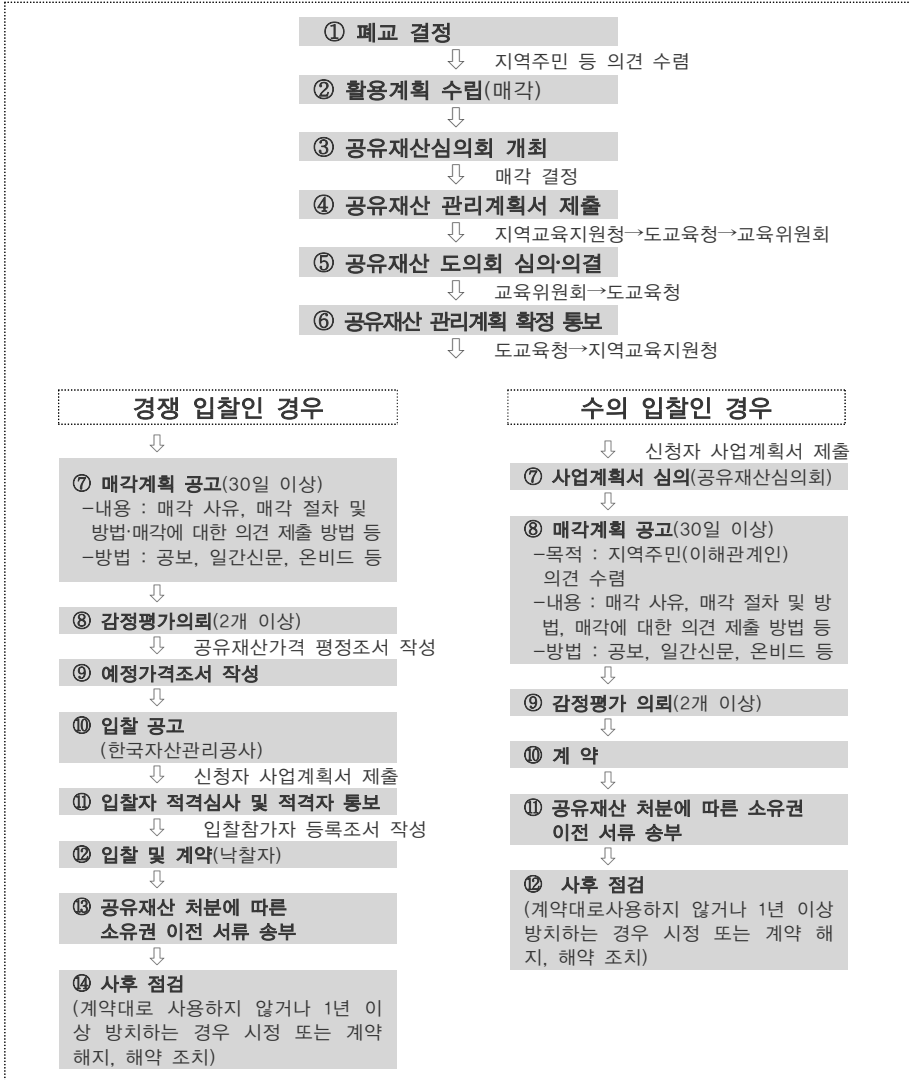 ① 폐교 결정
지역주민 등 의견 수렴
② 활용계획 수립(매각)
③ 공유재산심의회 개최
매각 결정
④ 공유재산 관리계획서 제출
지역교육지원청→도교육청→교육위원회
⑤ 공유재산 도의회 심의·의결
교육위원회→도교육청
⑥ 공유재산 관리계획 확정 통보
도교육청→지역교육지원청
경쟁 입찰인 경우
⑦ 매각계획 공고(30일 이상)
-내용 : 매각 사유, 매각 절차 및
방법·매각에 대한 의견 제출 방법 등
-방법 : 공보, 일간신문, 온비드 등
⑧ 감정평가의뢰(2개 이상)
공유재산가격 평정조서 작성
⑨ 예정가격조서 작성
⑩ 입찰 공고
(한국자산관리공사)
신청자 사업계획서 제출
⑪ 입찰자 적격심사 및 적격자 통보
입찰참가자 등록조서 작성
⑫ 입찰 및 계약(낙찰자)
⑬ 공유재산 처분에 따른
소유권 이전 서류 송부
⑭ 사후 점검
(계약대로 사용하지 않거나 1년 이
상 방치하는 경우 시정 또는 계약
해지, 해약 조치)
수의 입찰인 경우
신청자 사업계획서 제출
⑦ 사업계획서 심의(공유재산심의회)
⑧ 매각계획 공고(30일 이상)
-목적 : 지역주민(이해관계인)
의견 수렴
-내용 : 매각 사유, 매각 절차 및 방
법, 매각에 대한 의견 제출 방법 등
-방법 : 공보, 일간신문, 온비드 등
⑨ 감정평가 의뢰(2개 이상)
⑩ 계 약
⑪ 공유재산 처분에 따른 소유권
이전 서류 송부
⑫ 사후 점검
(계약대로사용하지 않거나 1년 이상
방치하는 경우 시정 또는 계약 해
지, 해약 조치)